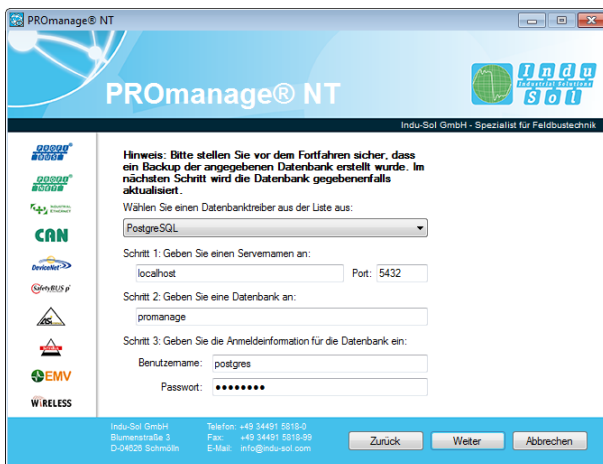 PROmanage® NT
PROmanage® NT
Indu
Industrial Solutions
Sol
Indu-Sol GmbH - Spezialist für Feldbustechnik
Hinweis: Bitte stellen Sie vor dem Fortfahren sicher, dass
ein Backup der angegebenen Datenbank erstellt wurde. Im
nächsten Schritt wird die Datenbank gegebenenfalls
aktualisiert.
Wählen Sie einen Datenbanktreiber aus der Liste aus:
PostgreSQL
Schritt 1: Geben Sie einen Servernamen an:
localhost Port: 5432
Schritt 2: Geben Sie eine Datenbank an:
promanage
Schritt 3: Geben Sie die Anmeldeinformation für die Datenbank ein:
Benutzername: postgres
Passwort: ●●●●●●●●
INDUSTRIAL
ETHERNET
CAN
DeviceNet
SafetyBUS p
EMV
WiRELESS
Indu-Sol GmbH Telefon: +49 34491 5818-0
Blumenstraße 3 Fax: +49 34491 5818-99
D-04626 Schmölln E-Mail: info@indu-sol.com
Zurück Weiter Abbrechen